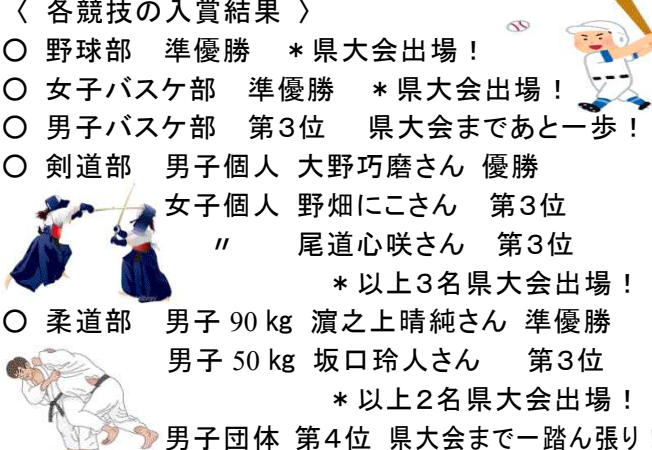 〈 各競技の入賞結果 〉
〇 野球部　準優勝　＊県大会出場！
〇 女子バスケ部　準優勝　＊県大会出場！
〇 男子バスケ部　第３位　県大会まであと一歩！
〇 剣道部　男子個人 大野巧磨さん 優勝
女子個人 野畑にこさん　第３位
〃　尾道心咲さん　第３位
＊以上３名県大会出場！
〇 柔道部　男子 90 ㎏ 濵之上晴純さん 準優勝
男子 50 ㎏ 坂口玲人さん　第３位
＊以上２名県大会出場！
男子団体 第４位 県大会まで一踏ん張り！